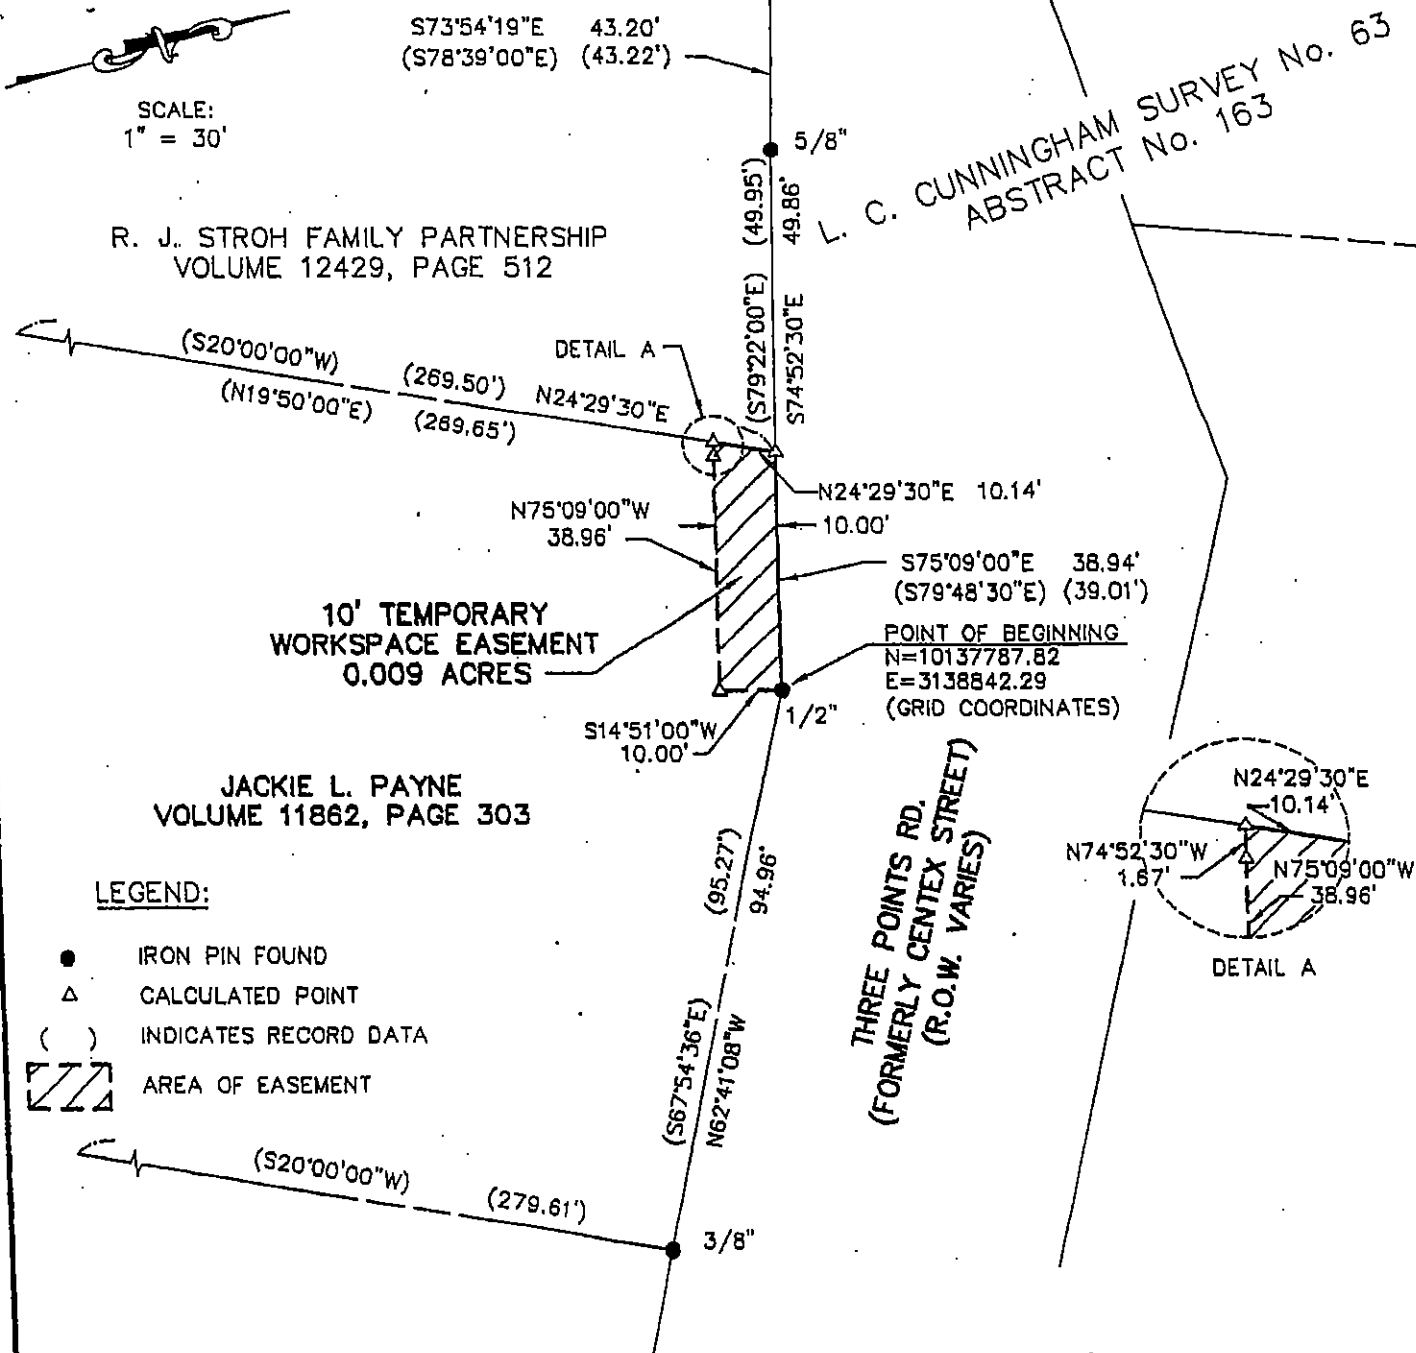 S73°54'19"E 43.20'
(S78°39'00"E) (43.22')
SCALE:
1" = 30'
5/8"
L. C. CUNNINGHAM SURVEY No. 63
ABSTRACT No. 163
(49.95')
49.86'
R. J. STROH FAMILY PARTNERSHIP
VOLUME 12429, PAGE 512
(S79°22'00"E)
S74°52'30"E
DETAIL A
(S20°00'00"W)
(269.50')
N24°29'30"E
(N19°50'00"E)
(269.65')
N24°29'30"E 10.14'
N75°09'00"W
38.96'
10.00'
S75°09'00"E 38.94'
(S79°48'30"E) (39.01')
10' TEMPORARY
WORKSPACE EASEMENT
0.009 ACRES
POINT OF BEGINNING
N=10137787.82
E=3138842.29
(GRID COORDINATES)
1/2"
S14°51'00"W
10.00'
JACKIE L. PAYNE
VOLUME 11862, PAGE 303
THREE POINTS RD.
(FORMERLY CENTEX STREET)
(R.O.W. VARIES)
N24°29'30"E
10.14'
N74°52'30"W
1.67'
N75°09'00"W
38.96'
DETAIL A
(95.27')
94.96'
(S67°54'36"E)
N62°41'08"W
LEGEND:
IRON PIN FOUND
CALCULATED POINT
( ) INDICATES RECORD DATA
AREA OF EASEMENT
(S20°00'00"W)
(279.61')
3/8"